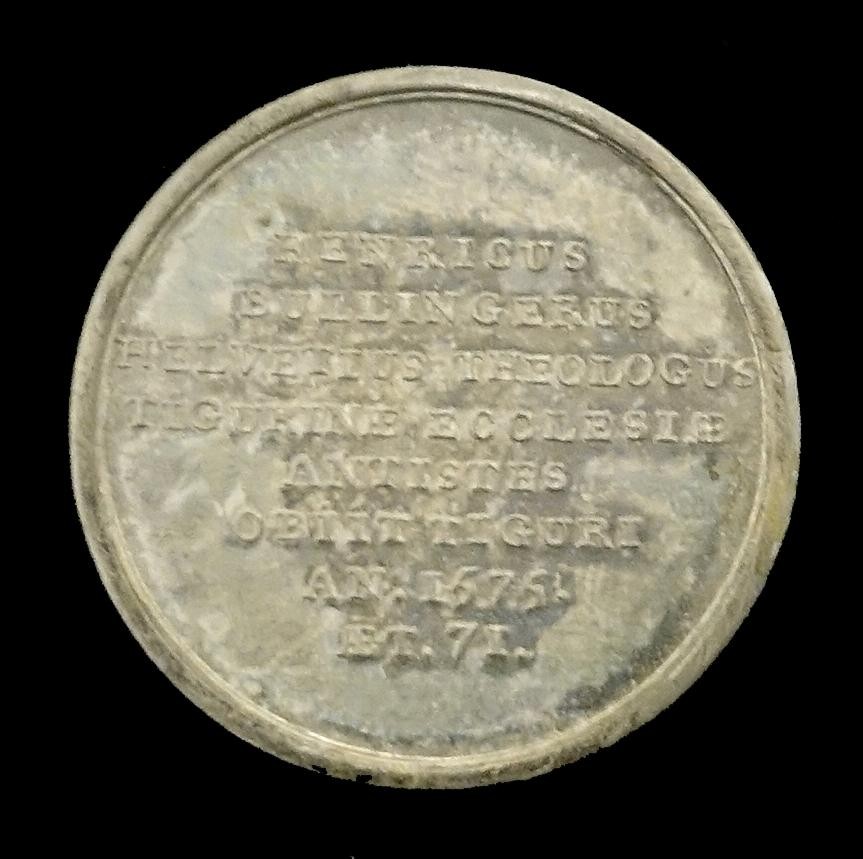 HENRICUS
BULLINGERUS
HELVETIUS THEOLOGUS
TIGURINÆ ECCLESIÆ
ANTISTES.
OBIIT TIGURI
AN. 1575.
ÆT. 71.